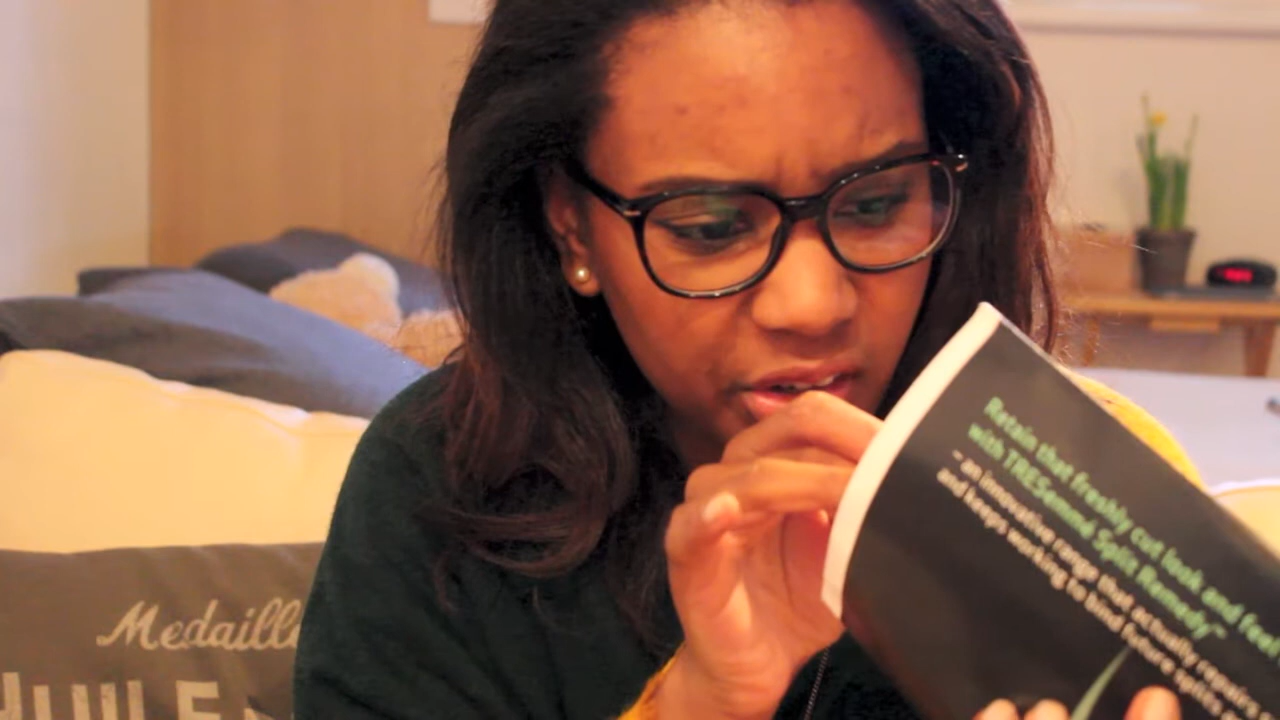 Retain that freshly cut look and feel
with TRESemmé Split Remedy™
- an innovative range that actually repairs
and keeps working to bind future splits
Medaille
HUILE